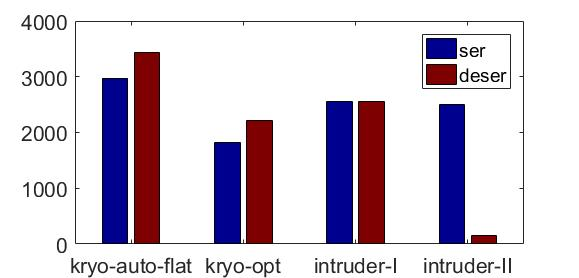 4000
3000
2000
1000
0
ser
deser
kryo-auto-flat kryo-opt intruder-I intruder-II